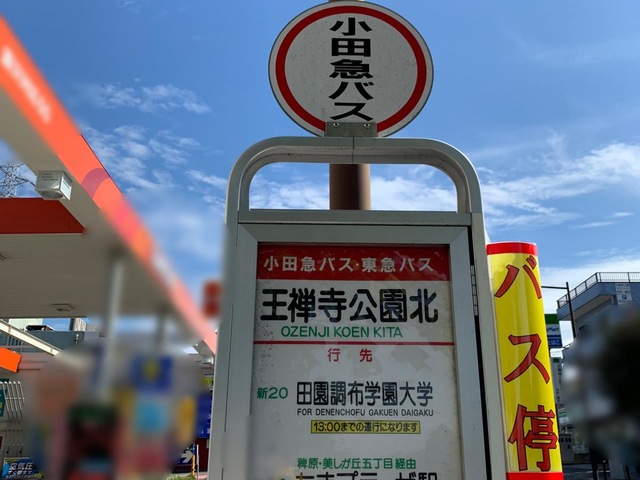 小田急バス
小田急バス・東急バス
王禅寺公園北
OZENJI KOEN KITA
行先
新20
田園調布学園大学
FOR DENENCHOFU GAKUEN DAIGAKU
13:00までの運行になります
稗原・美しが丘五丁目経由
バス停
空気圧